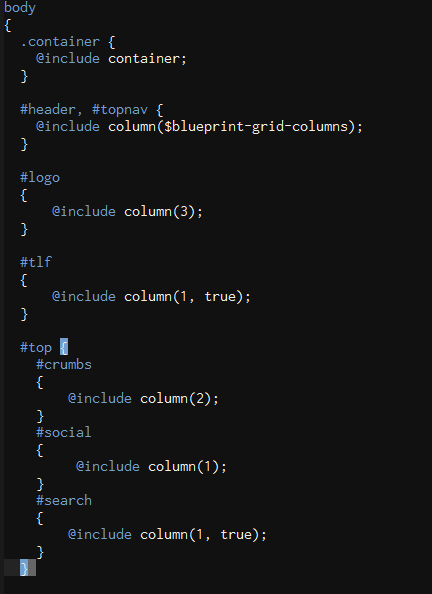 body
{
  .container {
    @include container;
  }

  #header, #topnav {
    @include column($blueprint-grid-columns);
  }

  #logo
  {
      @include column(3);
  }

  #tlf
  {
      @include column(1, true);
  }

  #top {
    #crumbs
    {
        @include column(2);
    }
    #social
    {
         @include column(1);
    }
    #search
    {
        @include column(1, true);
    }
  }